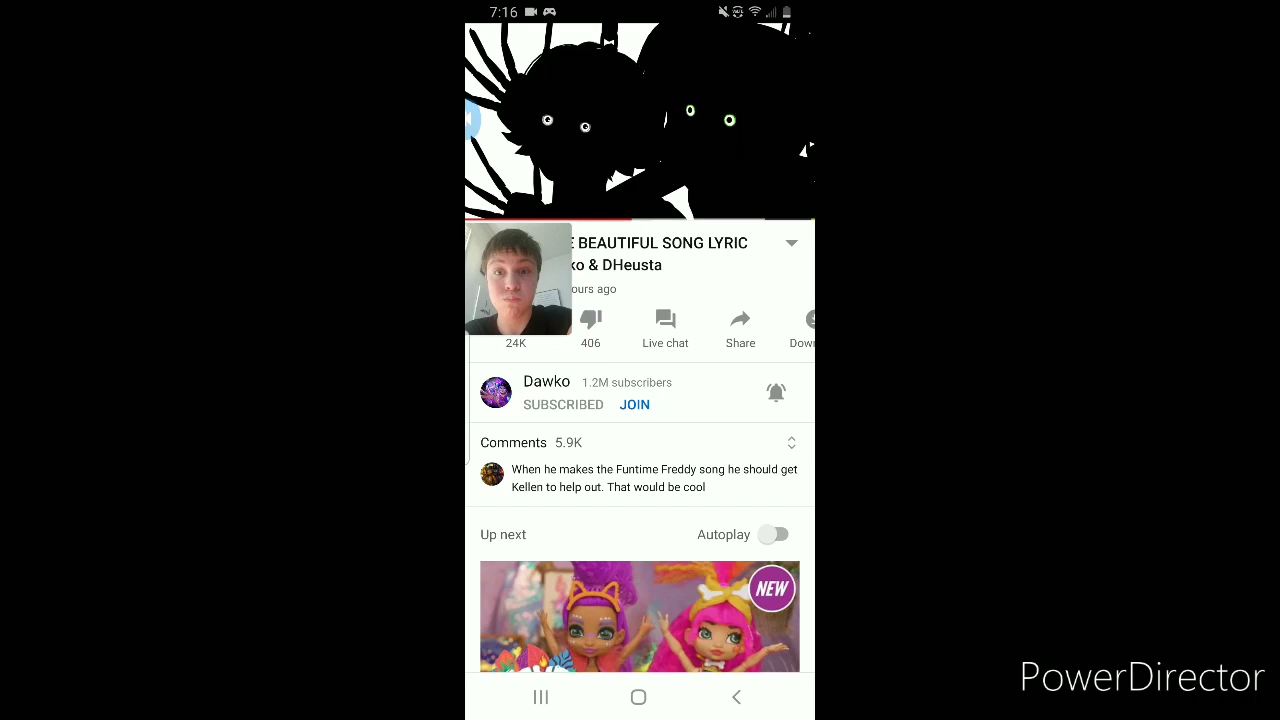 7:16
E BEAUTIFUL SONG LYRIC
ko & DHeusta
ours ago
24K
406
Live chat
Share
Down
Dawko 1.2M subscribers
SUBSCRIBED JOIN
Comments 5.9K
When he makes the Funtime Freddy song he should get
Kellen to help out. That would be cool
Up next
Autoplay
NEW
PowerDirector